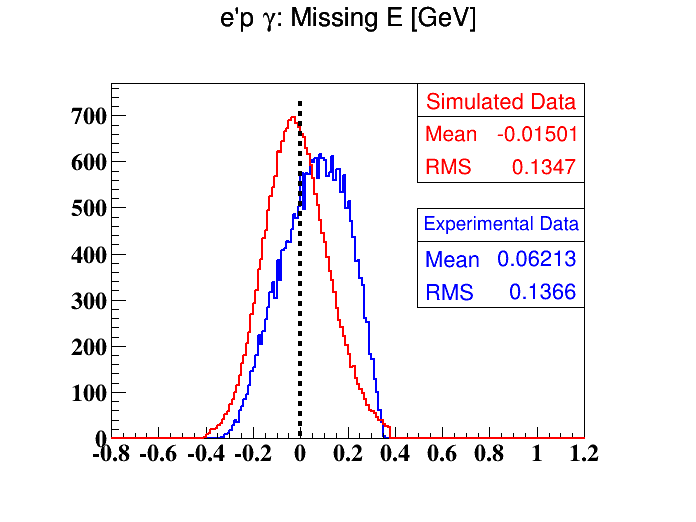 e'p γ: Missing E [GeV]
Simulated Data
Mean -0.01501
RMS 0.1347
Experimental Data
Mean 0.06213
RMS 0.1366
700
600
500
400
300
200
100
0
-0.8 -0.6 -0.4 -0.2 0 0.2 0.4 0.6 0.8 1 1.2